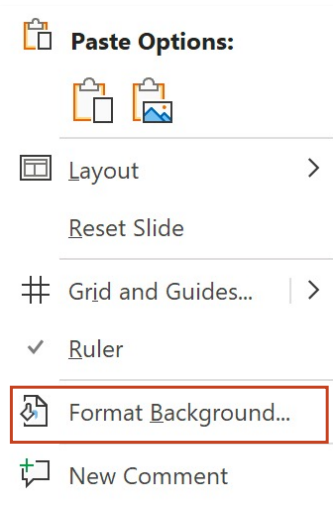 Paste Options:
Layout
Reset Slide
Grid and Guides...
Ruler
Format Background...
New Comment